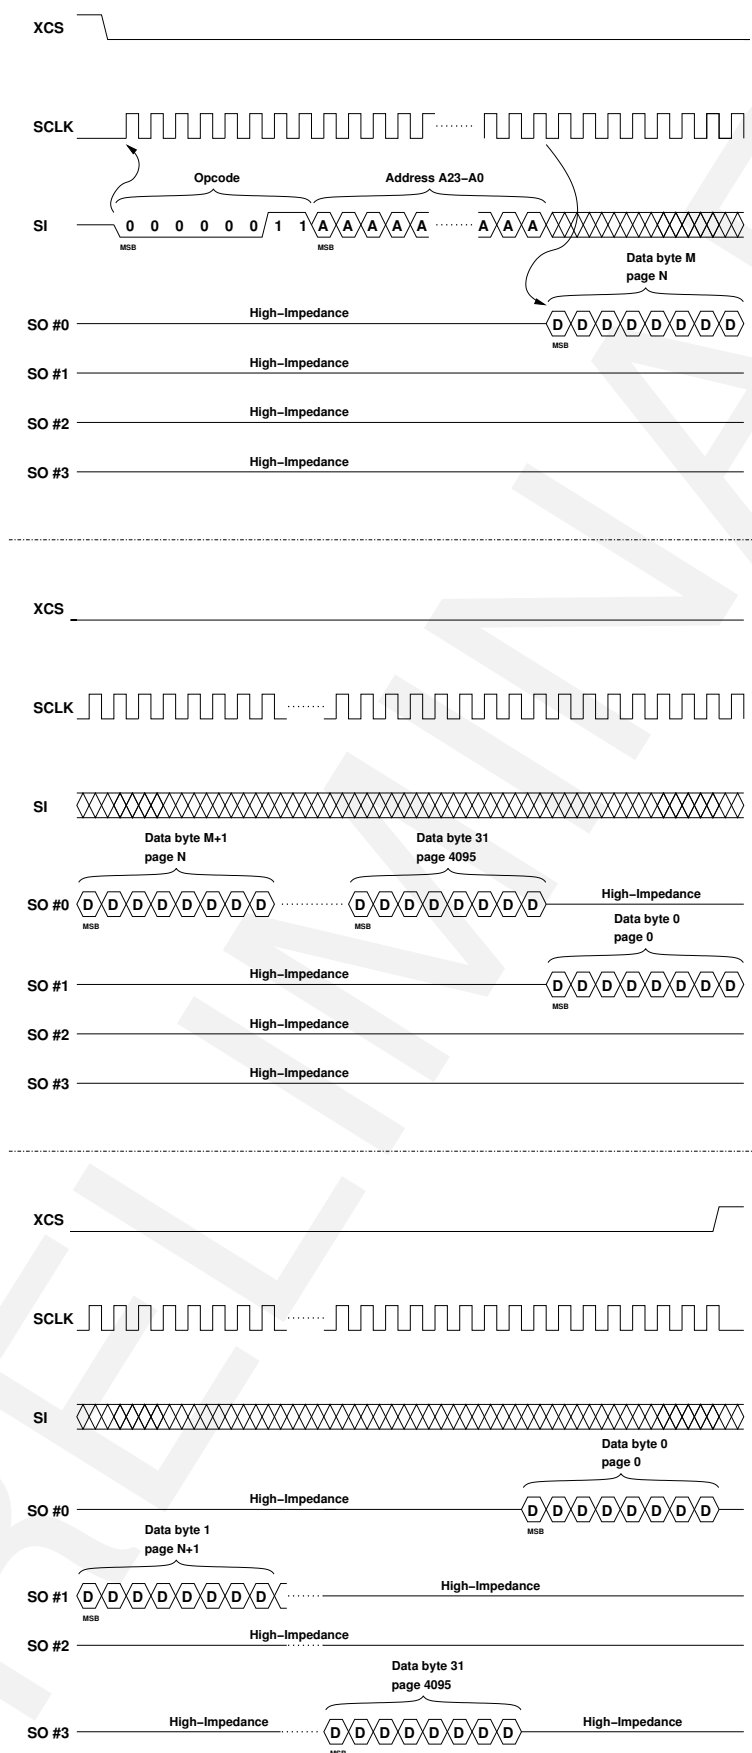 XCS
SCLK
Opcode
Address A23−A0
SI 0 0 0 0 0 0 1 1 A A A A A ........ A A A
MSB MSB
Data byte M
page N
High−Impedance
SO #0 D D D D D D D D
MSB
High−Impedance
SO #1
High−Impedance
SO #2
High−Impedance
SO #3
XCS
SCLK
SI
Data byte M+1
page N
Data byte 31
page 4095
SO #0 D D D D D D D D D D D D D D D D High−Impedance
MSB MSB
Data byte 0
page 0
High−Impedance
SO #1 D D D D D D D D
MSB
High−Impedance
SO #2
High−Impedance
SO #3
XCS
SCLK
SI
Data byte 0
page 0
High−Impedance
SO #0 D D D D D D D D
MSB
Data byte 1
page N+1
High−Impedance
SO #1 D D D D D D D D
MSB
High−Impedance
SO #2
Data byte 31
page 4095
High−Impedance High−Impedance
SO #3 D D D D D D D D
MSB